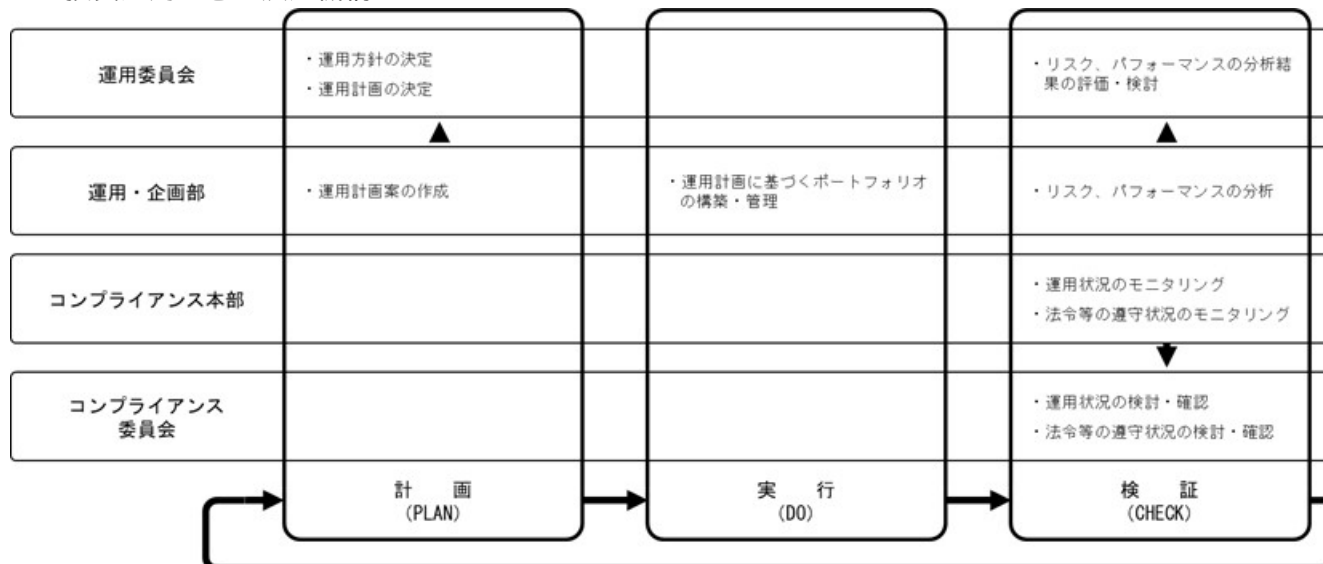 運用委員会
・運用方針の決定
・運用計画の決定
・リスク、パフォーマンスの分析結
果の評価・検討
運用・企画部
・運用計画案の作成
・運用計画に基づくポートフォリオ
の構築・管理
・リスク、パフォーマンスの分析
コンプライアンス本部
・運用状況のモニタリング
・法令等の遵守状況のモニタリング
コンプライアンス
委員会
・運用状況の検討・確認
・法令等の遵守状況の検討・確認
計 画
(PLAN)
実 行
(DO)
検 証
(CHECK)